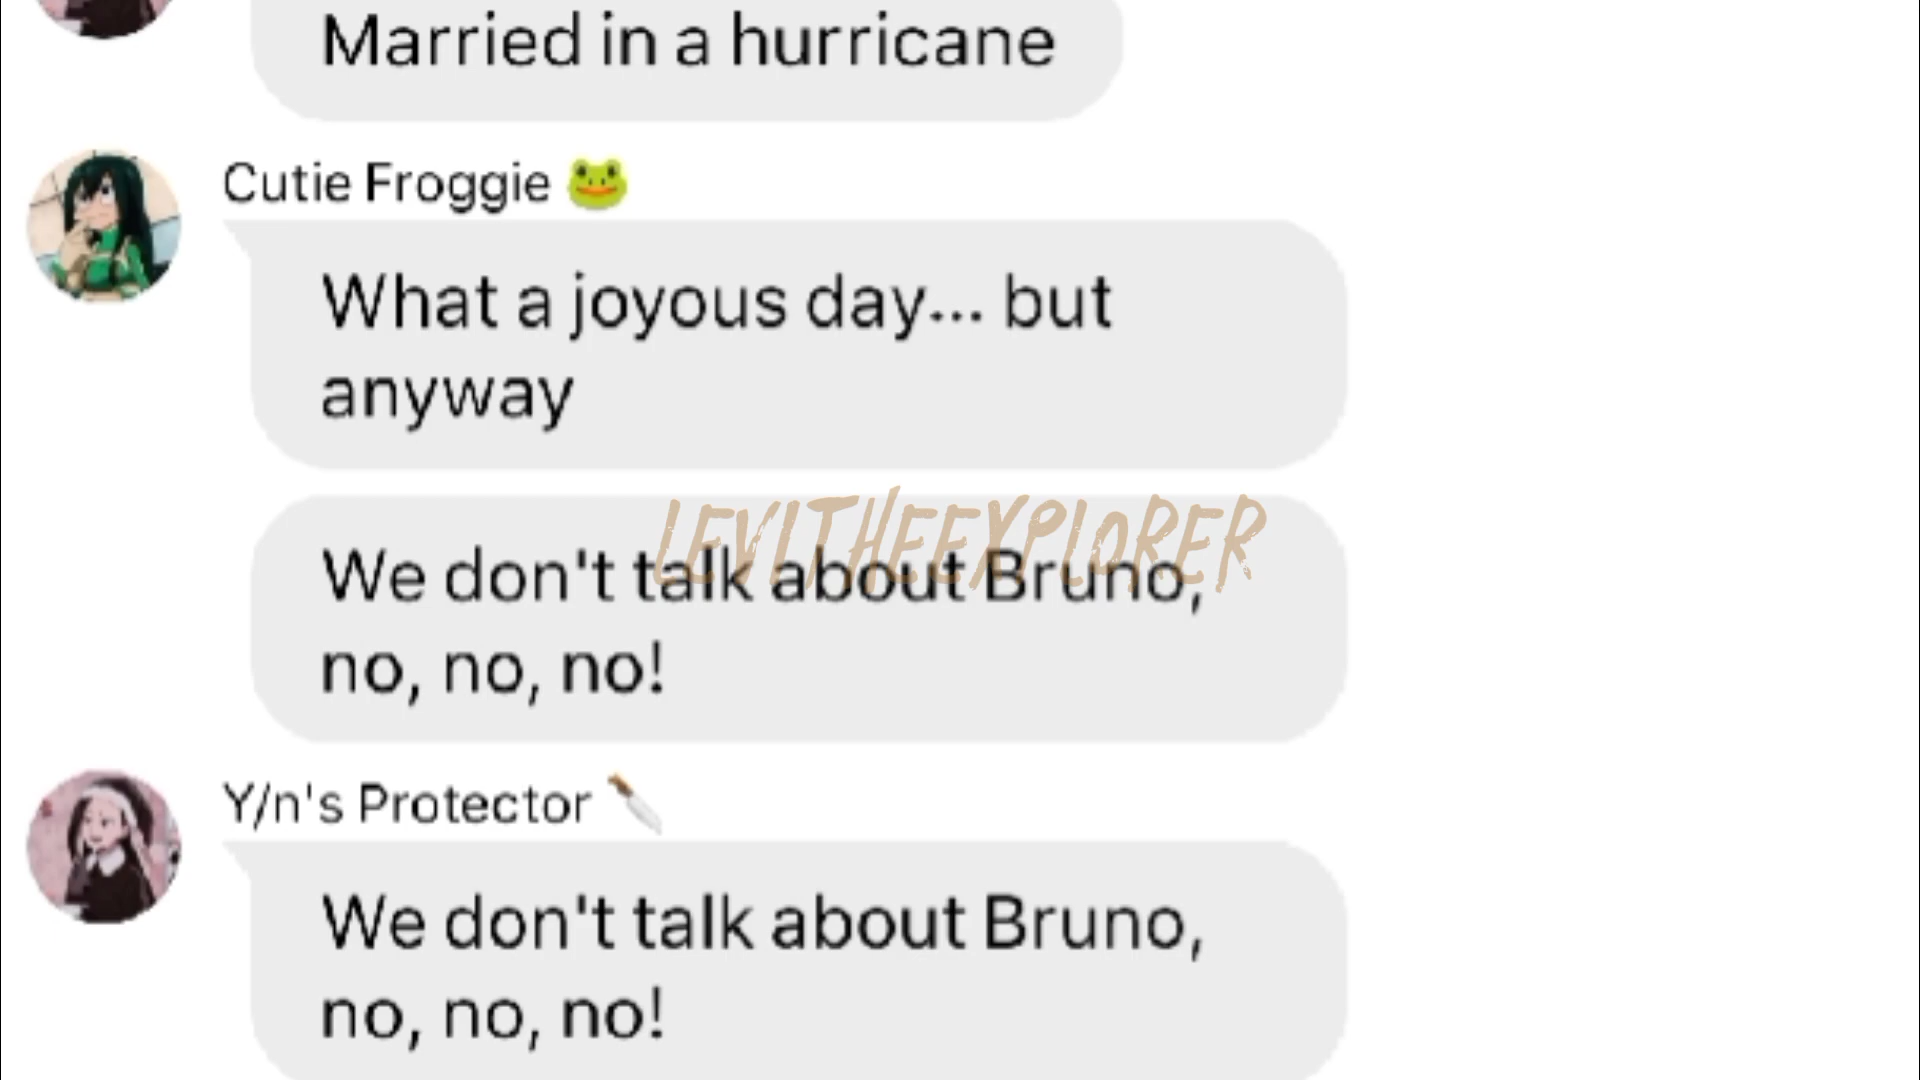 Married in a hurricane
Cutie Froggie 🐸
What a joyous day... but
anyway
LEVITHEEXPLORER
We don't talk about Bruno,
no, no, no!
Y/n's Protector 🔪
We don't talk about Bruno,
no, no, no!